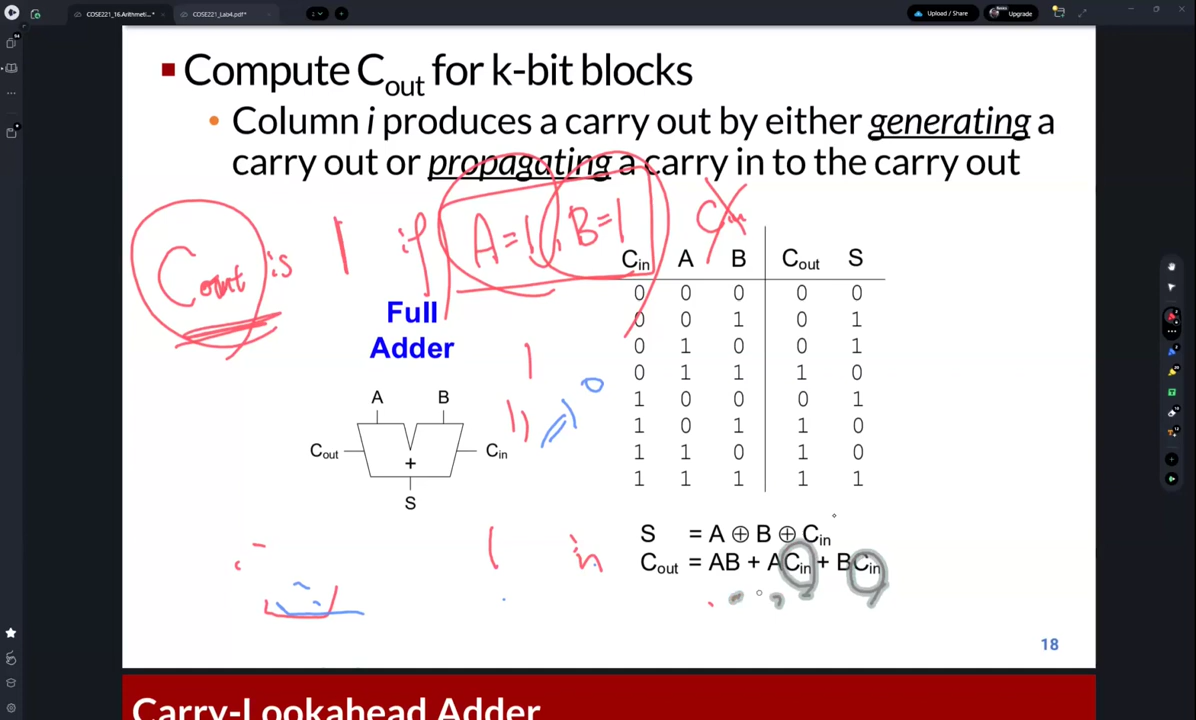 COSE221_16.Arithmeti...*
COSE221_Lab4.pdf*
2
Upload / Share
Upgrade
Compute Cout for k-bit blocks
Column i produces a carry out by either generating a
carry out or propagating a carry in to the carry out
Cout is 1 if A=1, B=1 Cin
Full
Adder
A B
Cout Cin
+
S
Cin A B Cout S
0 0 0 0 0
0 0 1 0 1
0 1 0 0 1
0 1 1 1 0
1 0 0 0 1
1 0 1 1 0
1 1 0 1 0
1 1 1 1 1
S = A ⊕ B ⊕ Cin
Cout = AB + ACin + BCin
18
Carry-Lookahead Adder